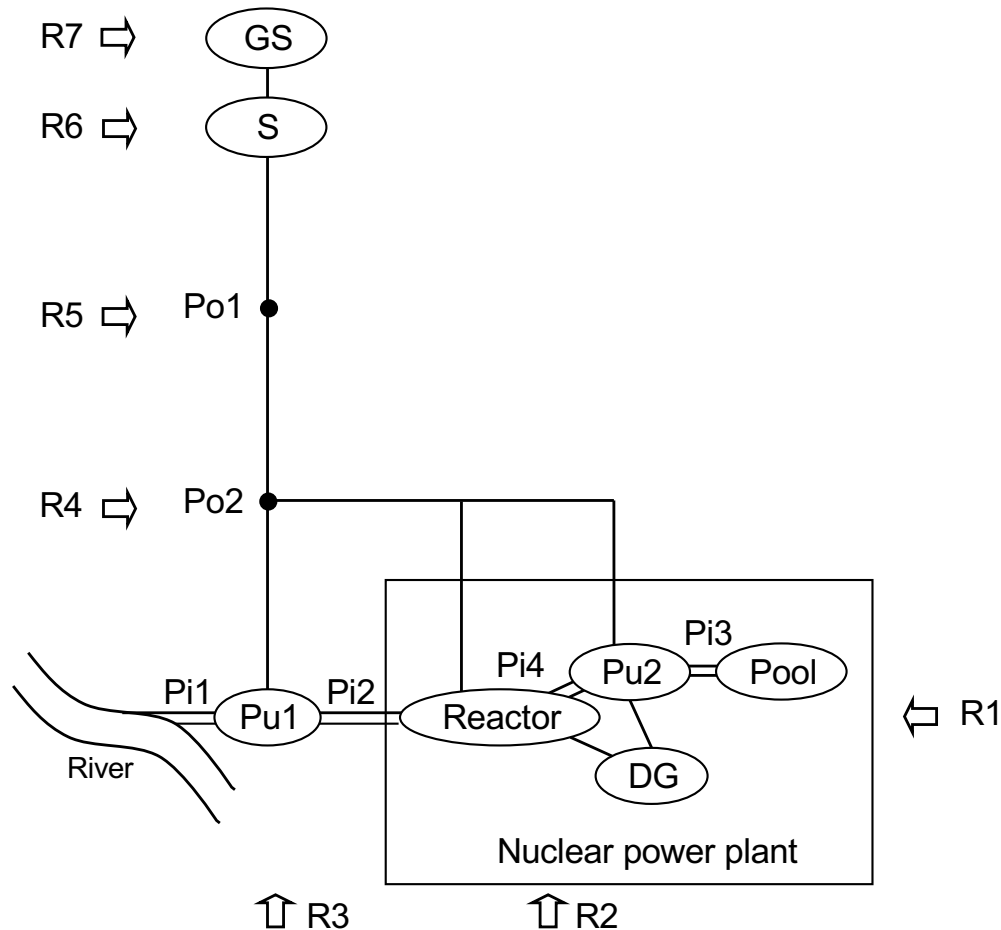 R7
GS
R6
S
R5
Po1
R4
Po2
Pi3
Pi4
Pu2
Pool
Pi1
Pi2
Pu1
Reactor
R1
River
DG
Nuclear power plant
R3
R2